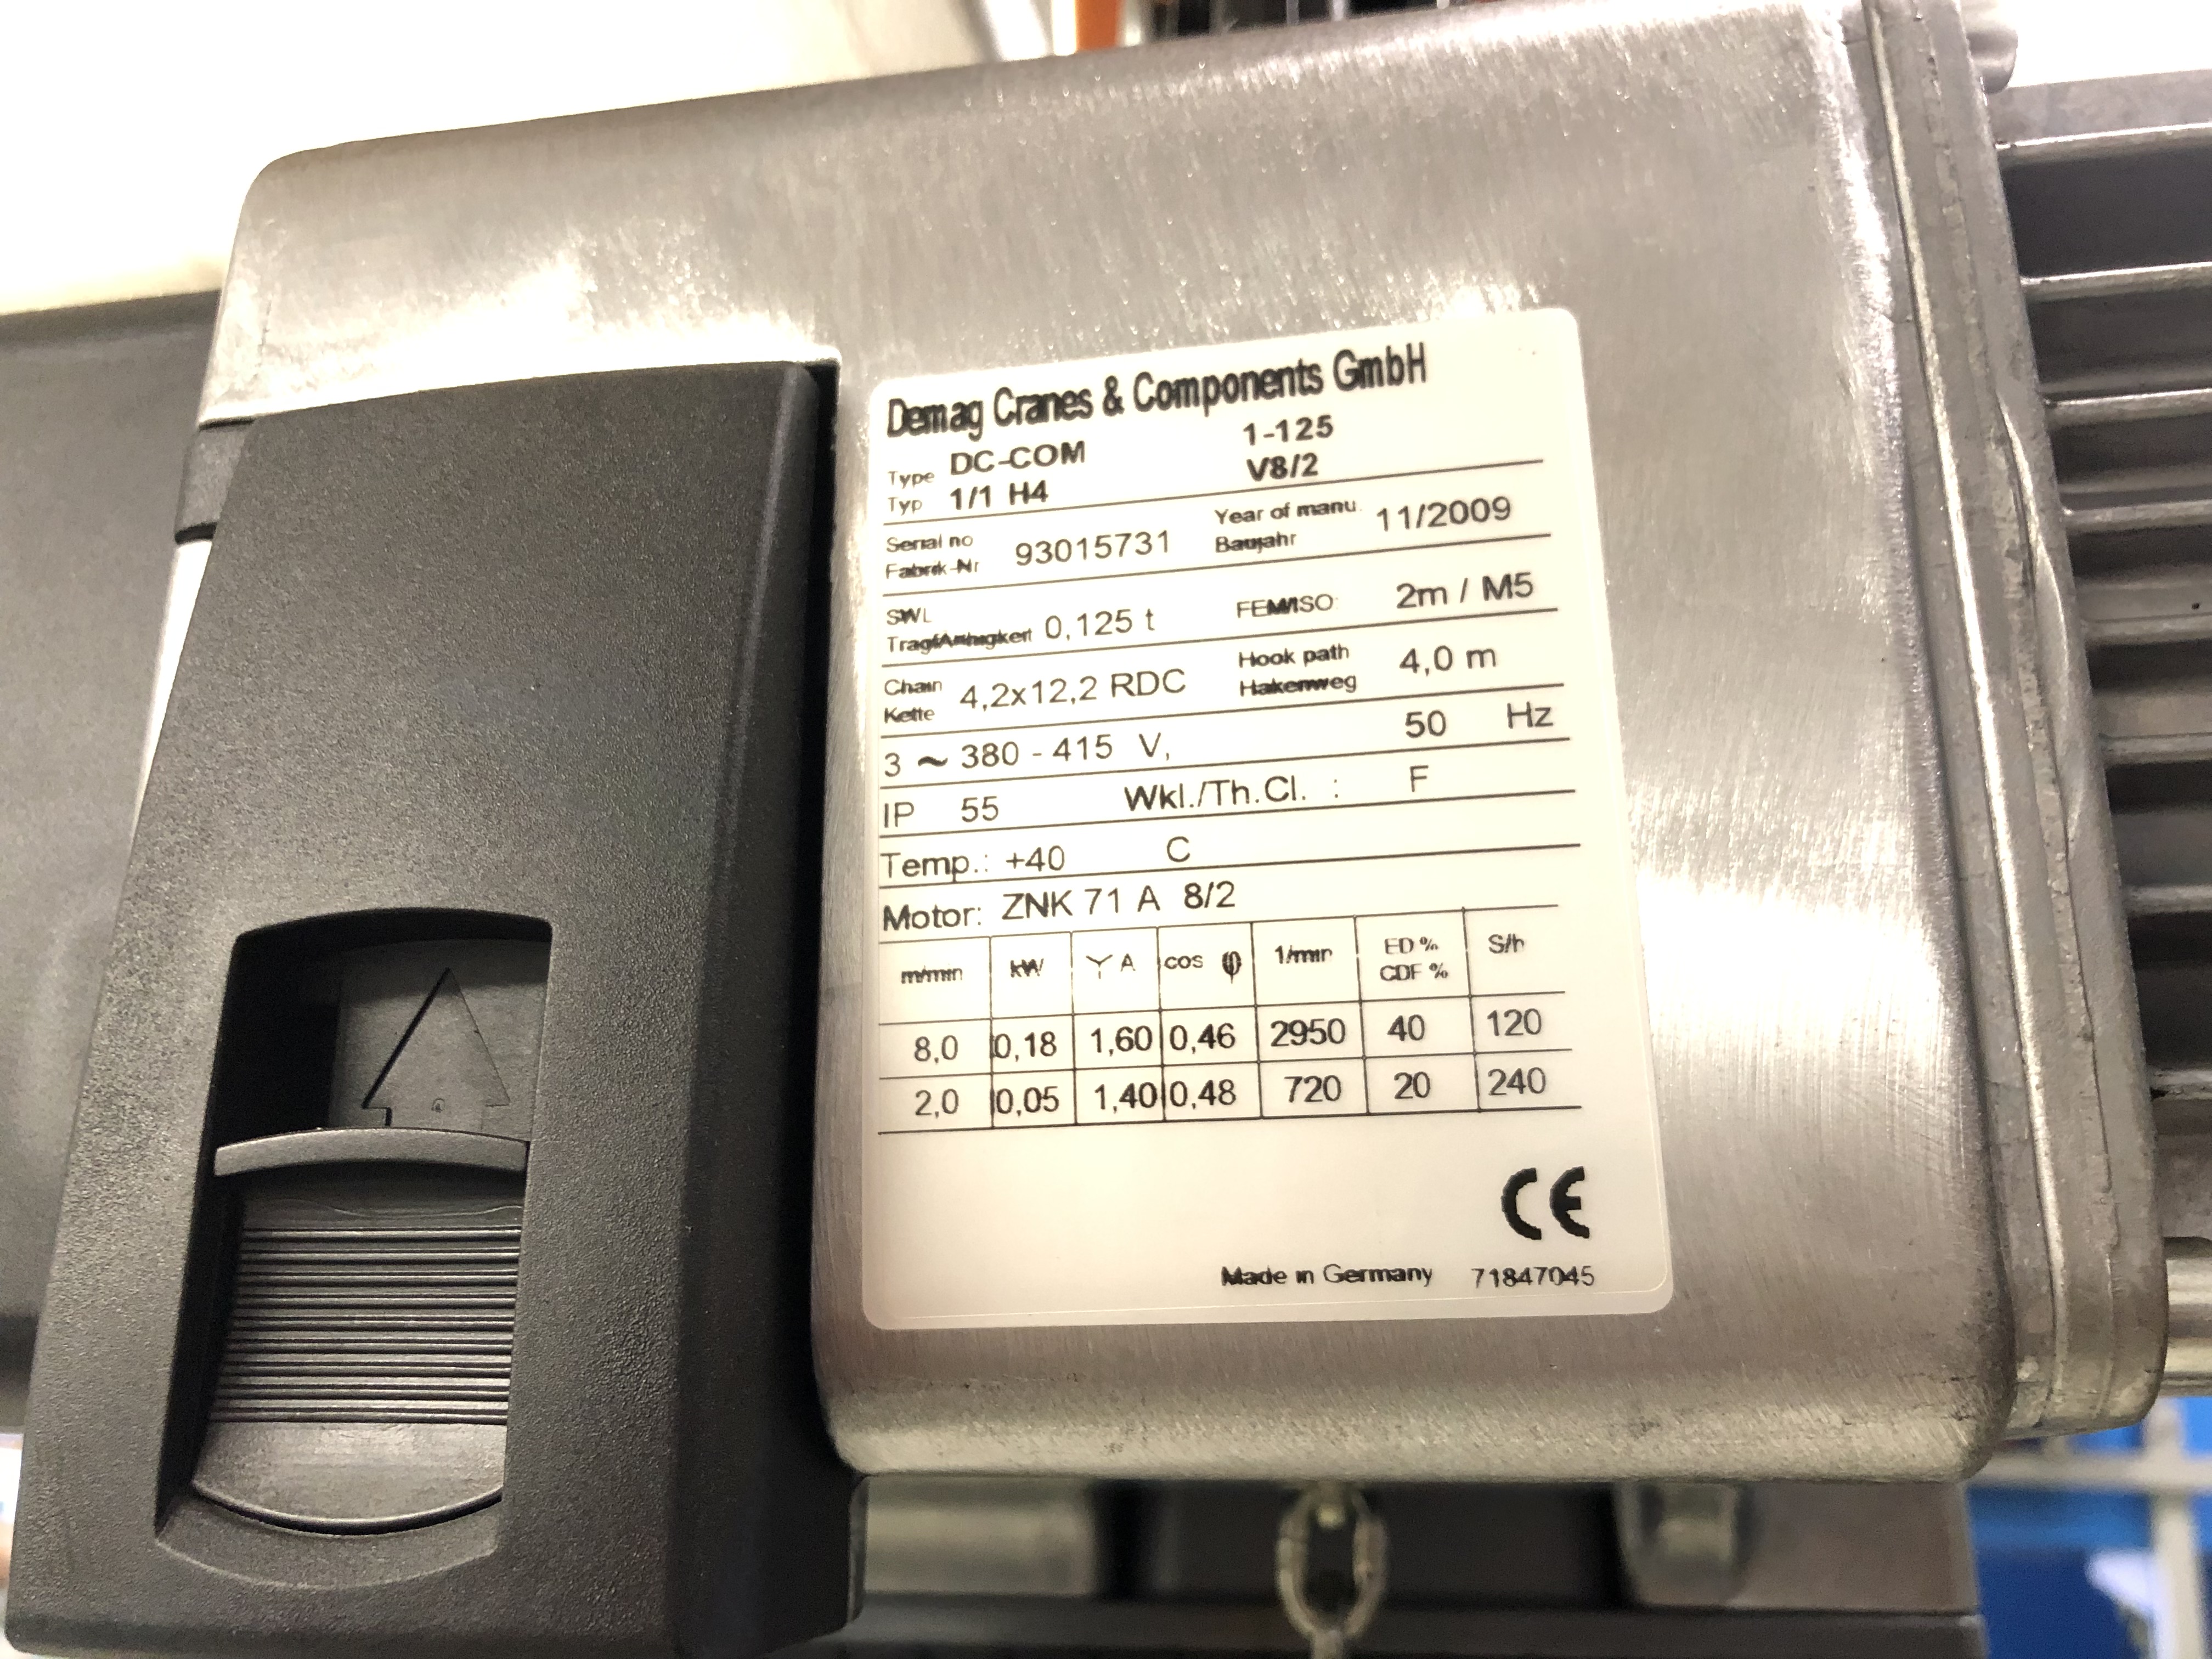 Demag Cranes & Components GmbH
Type DC-COM 1-125
Typ 1/1 H4 V8/2
Serial no 93015731 Year of manu. 11/2009
Fabrik-Nr Baujahr
SWL 0,125 t FEM/ISO: 2m / M5
Chain 4,2x12,2 RDC Hook path 4,0 m
Kette Hakenweg
3 ~ 380 - 415 V, 50 Hz
IP 55 Wkl./Th.Cl. : F
Temp.: +40 C
Motor: ZNK 71 A 8/2
m/min kW Y A cos φ 1/min ED % S/h
CDF %
8,0 0,18 1,60 0,46 2950 40 120
2,0 0,05 1,40 0,48 720 20 240
CE
Made in Germany 71847045